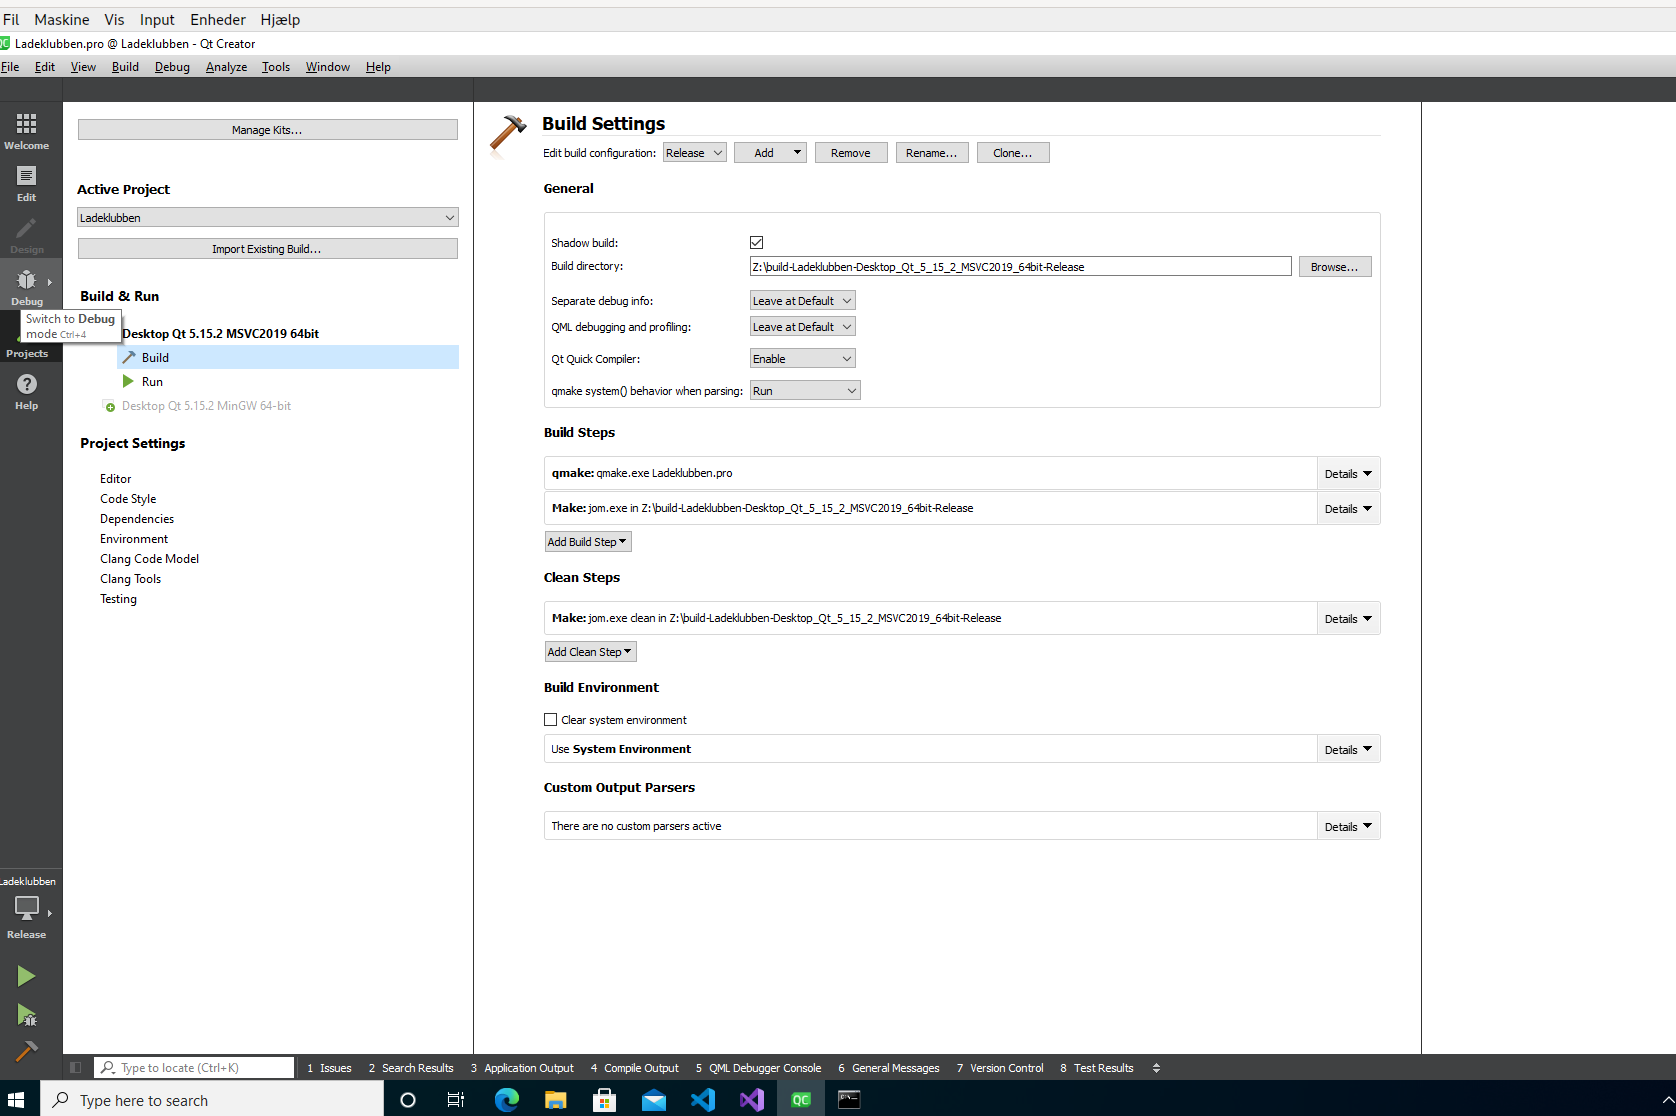 Fil Maskine Vis Input Enheder Hjælp
QC Ladeklubben.pro @ Ladeklubben - Qt Creator
File Edit View Build Debug Analyze Tools Window Help
Welcome
Edit
Design
Debug
Switch to Debug
mode Ctrl+4
Projects
Help
Manage Kits...
Active Project
Ladeklubben
Import Existing Build...
Build & Run
Desktop Qt 5.15.2 MSVC2019 64bit
Build
Run
Desktop Qt 5.15.2 MinGW 64-bit
Project Settings
Editor
Code Style
Dependencies
Environment
Clang Code Model
Clang Tools
Testing
Build Settings
Edit build configuration: Release Add Remove Rename... Clone...
General
Shadow build:
Build directory: Z:\build-Ladeklubben-Desktop_Qt_5_15_2_MSVC2019_64bit-Release Browse...
Separate debug info: Leave at Default
QML debugging and profiling: Leave at Default
Qt Quick Compiler: Enable
qmake system() behavior when parsing: Run
Build Steps
qmake: qmake.exe Ladeklubben.pro Details
Make: jom.exe in Z:\build-Ladeklubben-Desktop_Qt_5_15_2_MSVC2019_64bit-Release Details
Add Build Step
Clean Steps
Make: jom.exe clean in Z:\build-Ladeklubben-Desktop_Qt_5_15_2_MSVC2019_64bit-Release Details
Add Clean Step
Build Environment
Clear system environment
Use System Environment Details
Custom Output Parsers
There are no custom parsers active Details
Ladeklubben
Release
Type to locate (Ctrl+K) 1 Issues 2 Search Results 3 Application Output 4 Compile Output 5 QML Debugger Console 6 General Messages 7 Version Control 8 Test Results
Type here to search QC